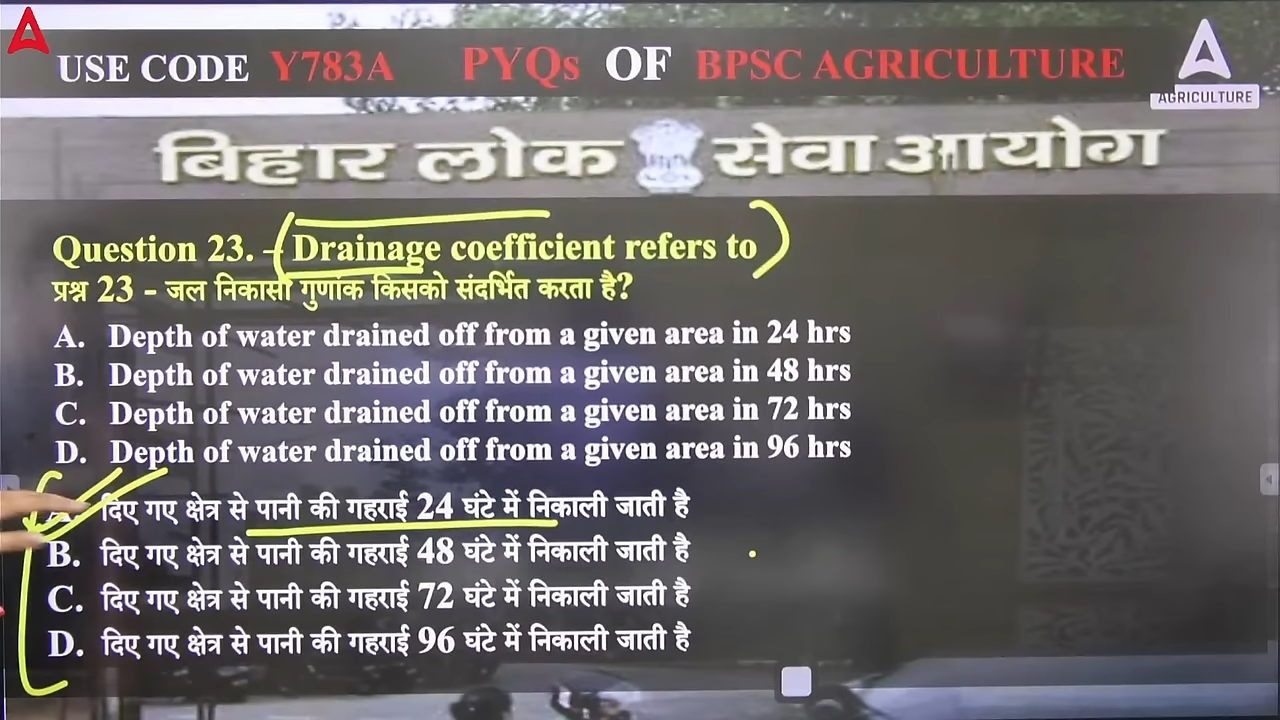 USE CODE Y783A PYQs OF BPSC AGRICULTURE
AGRICULTURE
बिहार लोक सेवा आयोग
Question 23. – Drainage coefficient refers to
प्रश्न 23 - जल निकासी गुणांक किसको संदर्भित करता है?
A. Depth of water drained off from a given area in 24 hrs
B. Depth of water drained off from a given area in 48 hrs
C. Depth of water drained off from a given area in 72 hrs
D. Depth of water drained off from a given area in 96 hrs
A. दिए गए क्षेत्र से पानी की गहराई 24 घंटे में निकाली जाती है
B. दिए गए क्षेत्र से पानी की गहराई 48 घंटे में निकाली जाती है
C. दिए गए क्षेत्र से पानी की गहराई 72 घंटे में निकाली जाती है
D. दिए गए क्षेत्र से पानी की गहराई 96 घंटे में निकाली जाती है